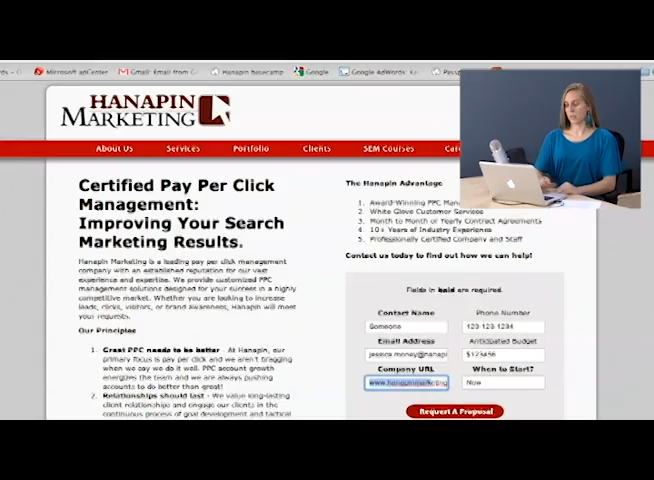 Microsoft adCenter
Gmail: Email from G
Hanapin basecamp
Google
Google AdWords: Ke
HANAPIN
MARKETING
About Us
Services
Portfolio
Clients
SEM Courses
Certified Pay Per Click
Management:
Improving Your Search
Marketing Results.
Hanapin Marketing is a leading pay per click management
company with an established reputation for our vast
experience and expertise. We provide customized PPC
management solutions designed for your success in a highly
competitive market. Whether you are looking to increase
leads, clicks, visitors, or brand awareness, Hanapin will meet
your requests.
Our Principles
1. Great PPC needs to be better - At Hanapin, our
primary focus is pay per click and we aren't bragging
when we say we do it well. PPC account growth
energizes the team and we are always pushing
accounts to do better than great!
2. Relationships should last - We value long-lasting
client relationships and engage our clients in the
continuous process of goal development and tactical
The Hanapin Advantage
1. Award-Winning PPC
2. White Glove Customer Services
3. Month to Month or Yearly Contract Agreements
4. 10+ Years of Industry Experience
5. Professionally Certified Company and Staff
Contact us today to find out how we can help!
Fields in bold are required.
Contact Name
Phone Number
Someone
123-123-1234
Email Address
Anticipated Budget
jessica.money@hanapi
$123456
Company URL
When to Start?
www.hanapinmarketing
Now
Request A Proposal